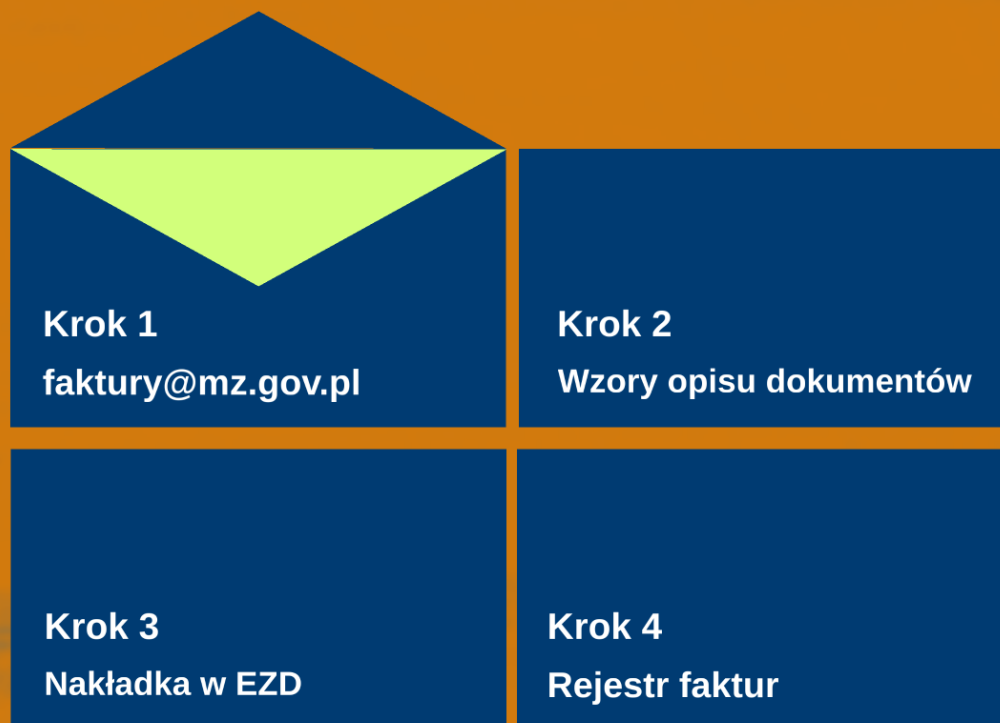 Krok 1
faktury@mz.gov.pl
Krok 2
Wzory opisu dokumentów
Krok 3
Nakładka w EZD
Krok 4
Rejestr faktur